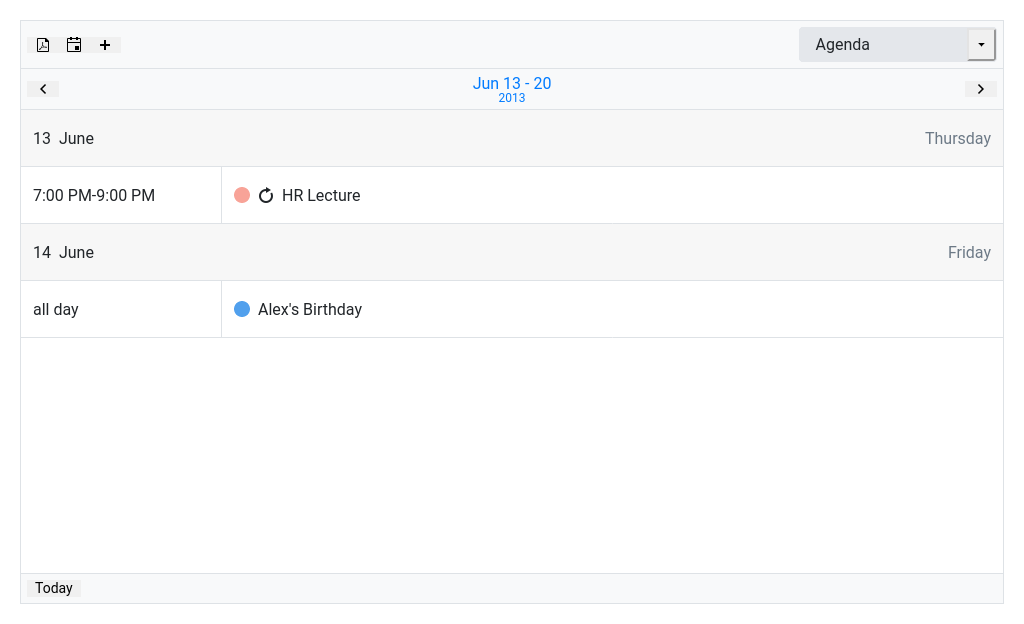 Agenda
Jun 13 - 20
2013
13 June Thursday
7:00 PM-9:00 PM HR Lecture
14 June Friday
all day Alex's Birthday
Today